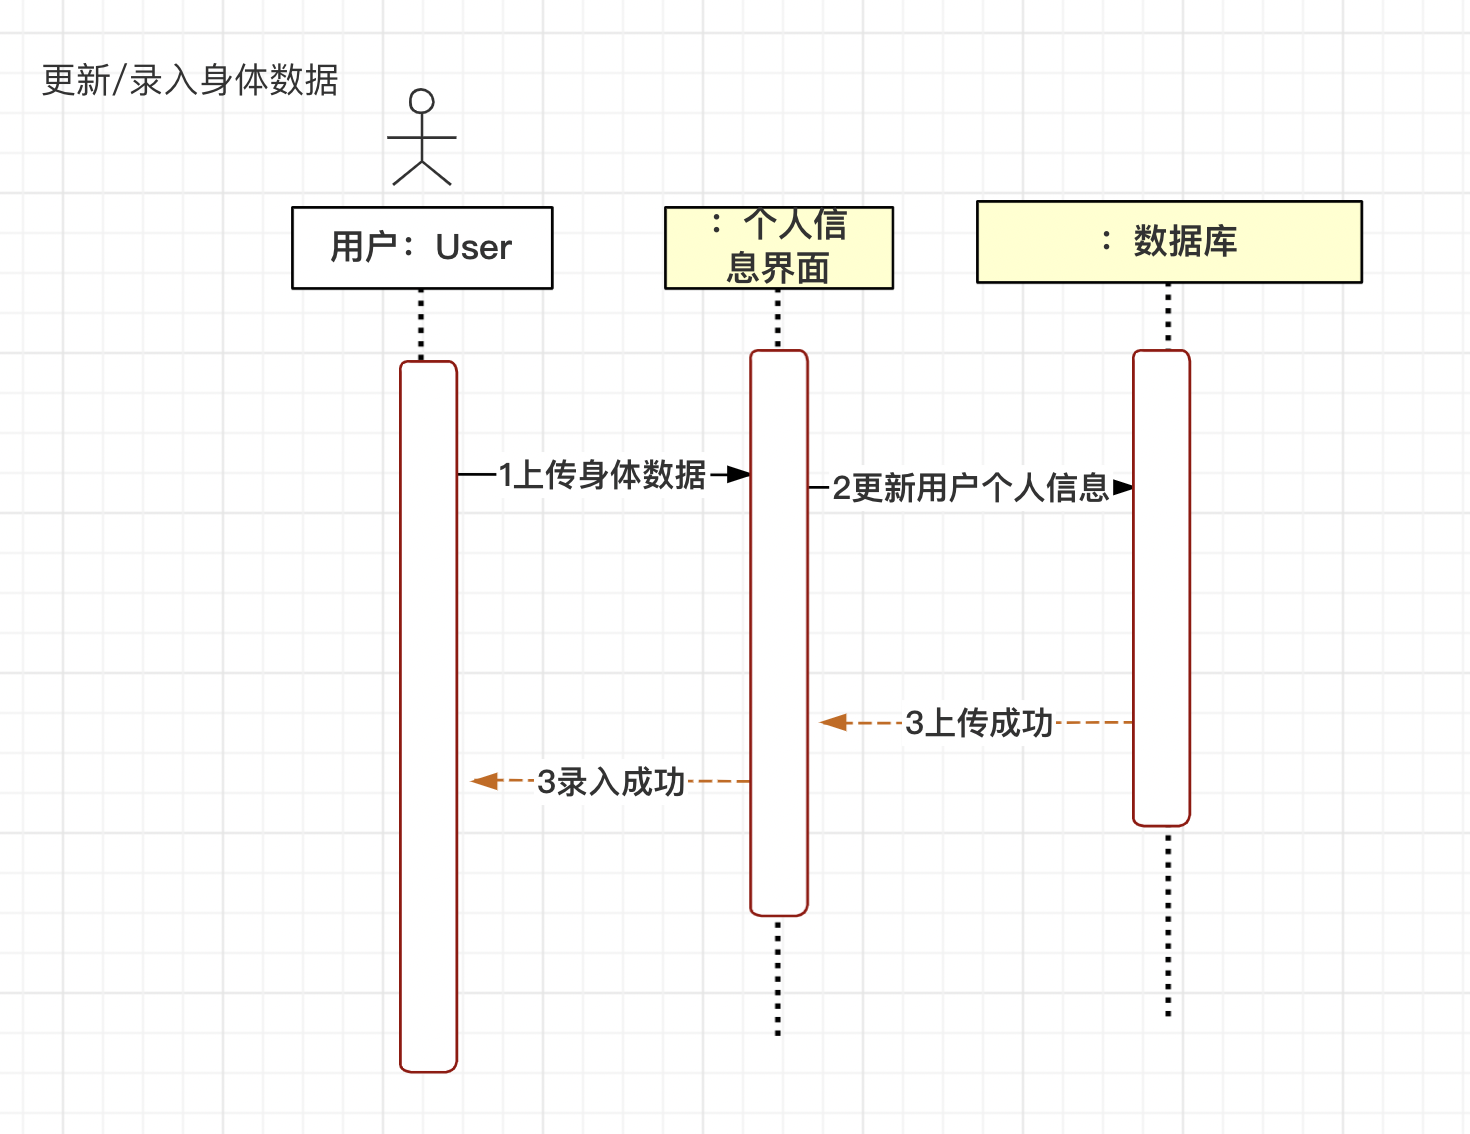 更新/录入身体数据
用户：User
：个人信
息界面
：数据库
1上传身体数据
2更新用户个人信息
3上传成功
3录入成功